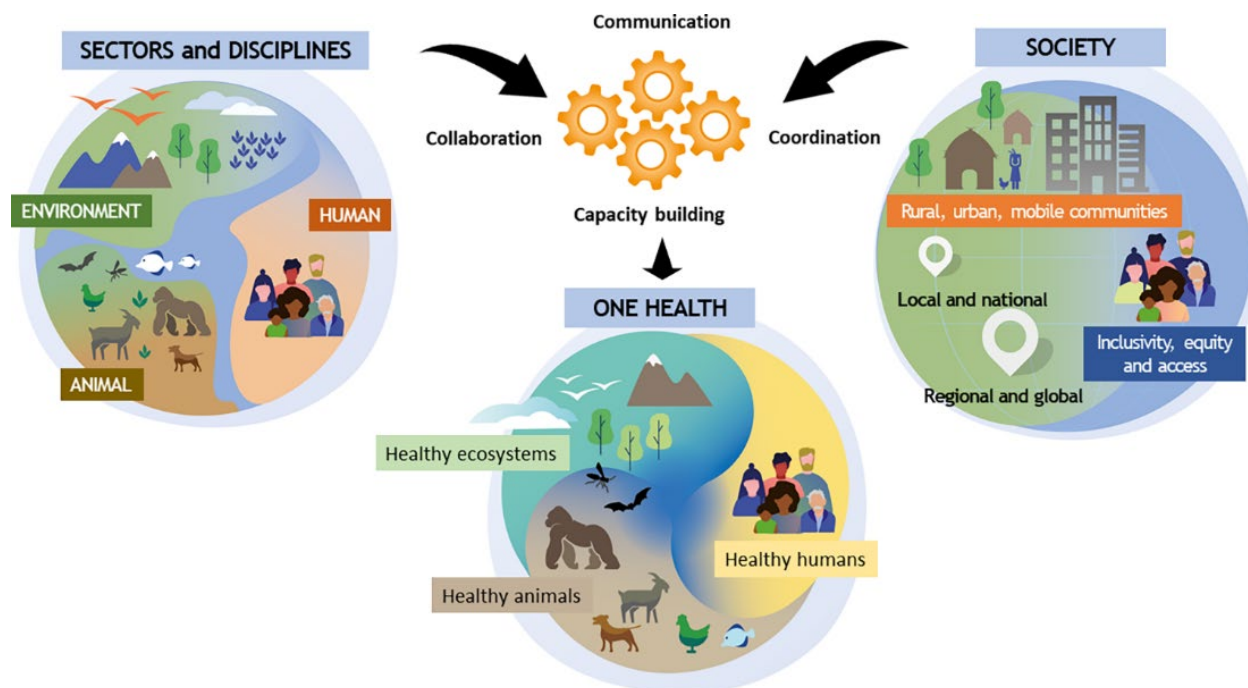 SECTORS and DISCIPLINES
ENVIRONMENT
HUMAN
ANIMAL
Communication
Collaboration
Coordination
Capacity building
SOCIETY
Rural, urban, mobile communities
Local and national
Regional and global
Inclusivity, equity
and access
ONE HEALTH
Healthy ecosystems
Healthy humans
Healthy animals